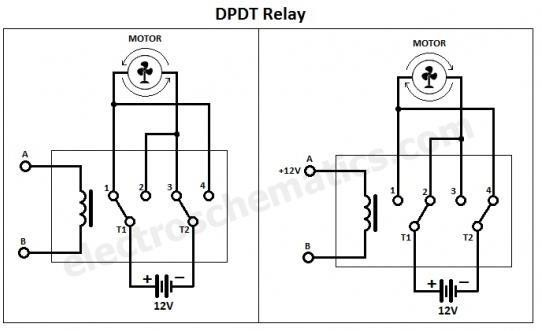 DPDT Relay
MOTOR
A
1 2 3 4
T1 T2
B
+ −
12V
MOTOR
A
+12V
1 2 3 4
T1 T2
B
+ −
12V
electroschematics.com